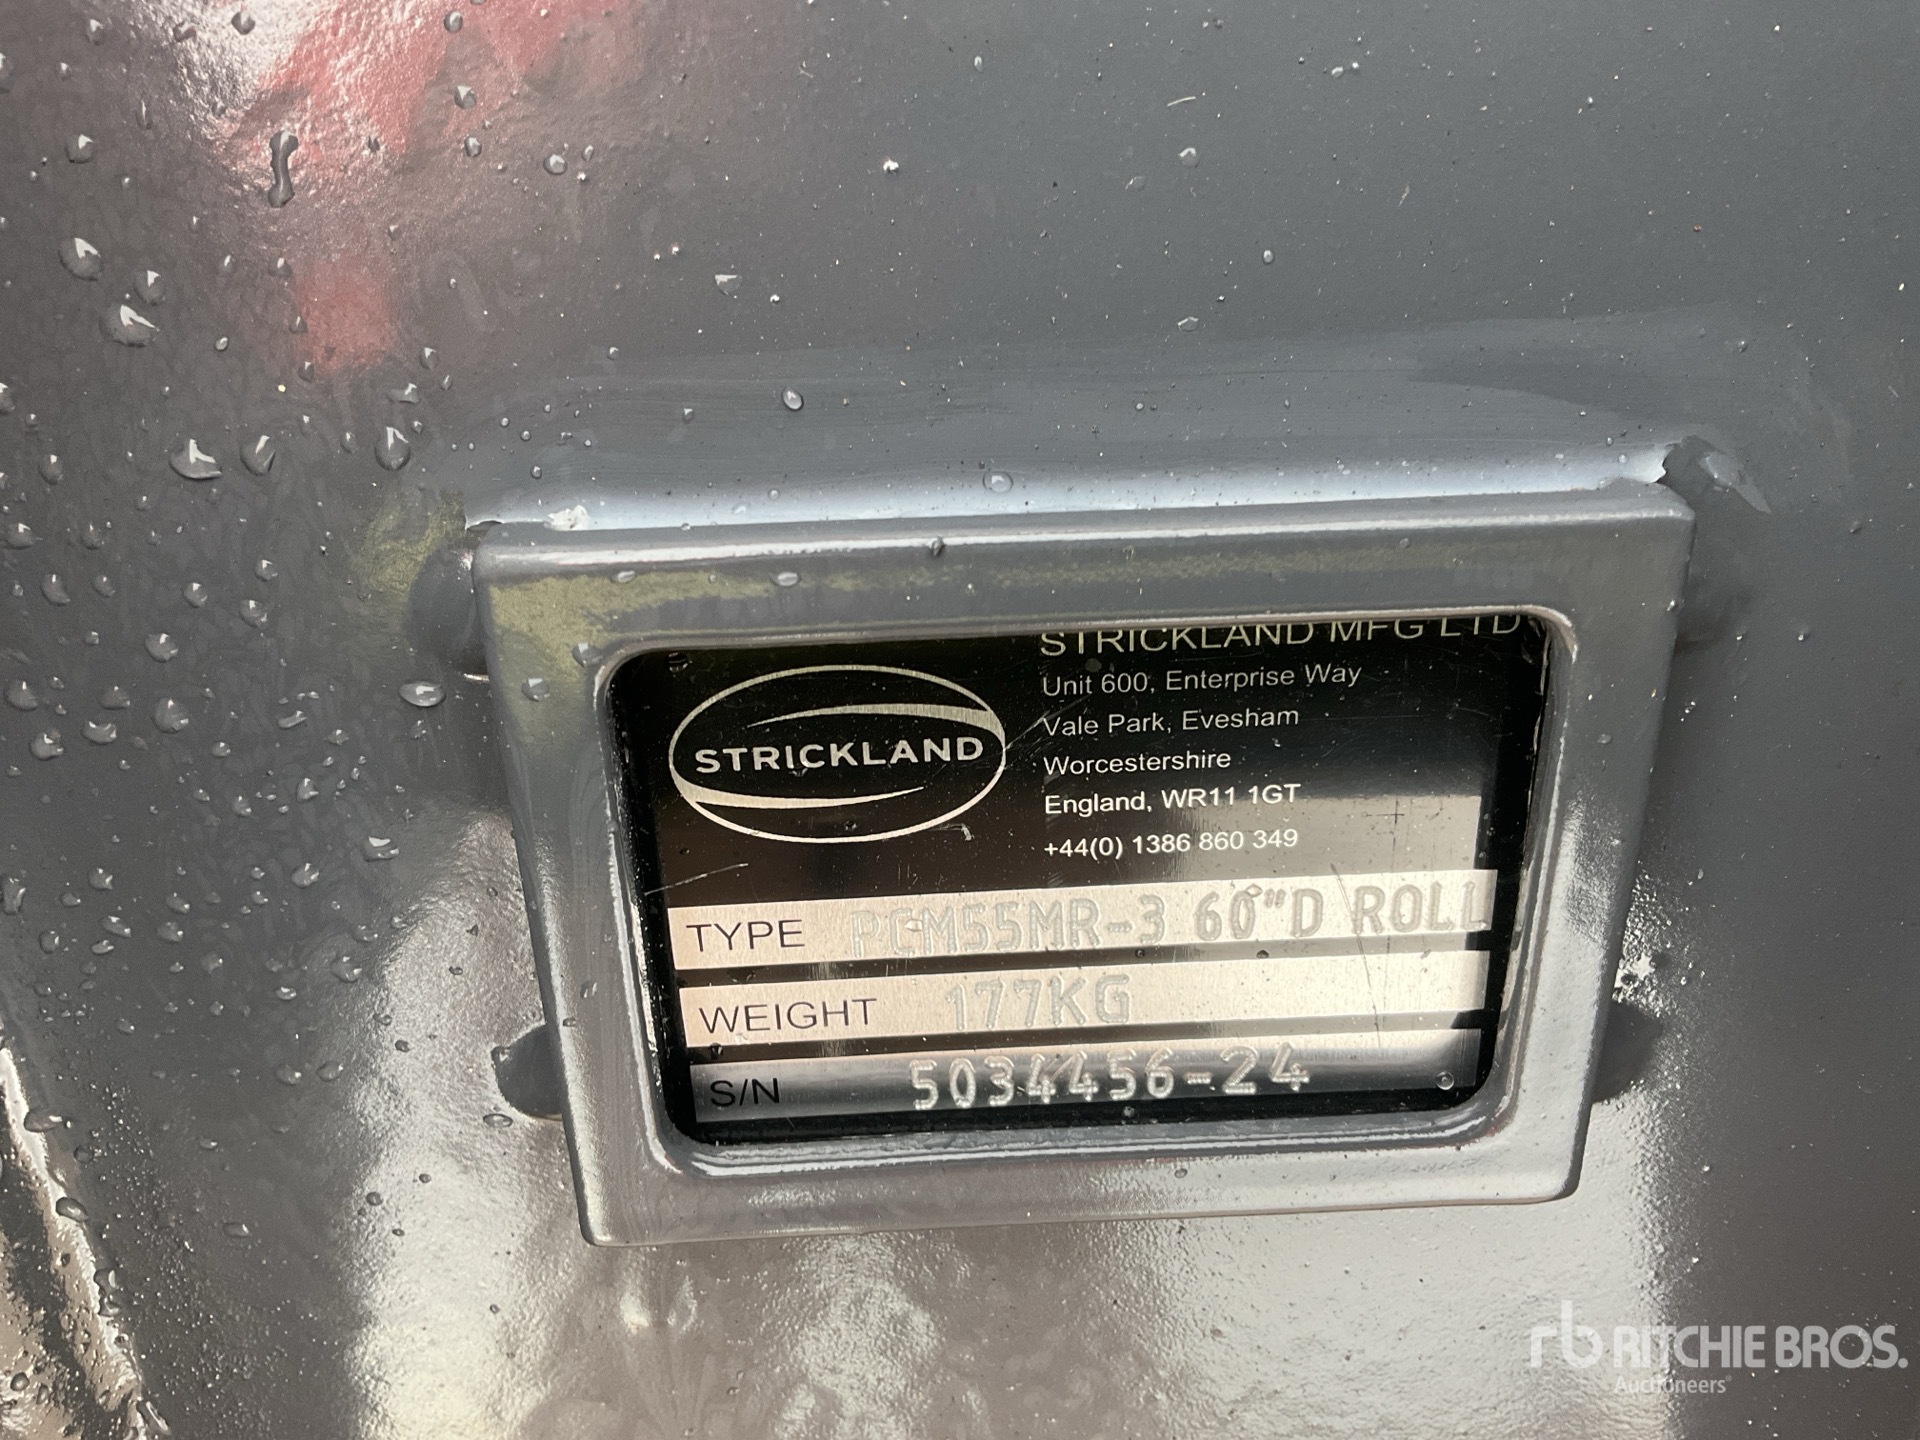 STRICKLAND
STRICKLAND MFG LTD
Unit 600, Enterprise Way
Vale Park, Evesham
Worcestershire
England, WR11 1GT
+44(0) 1386 860 349
TYPE PCM55MR-3 60"D ROLL
WEIGHT 177KG
S/N 5034456-24
rb RITCHIE BROS.
Auctioneers